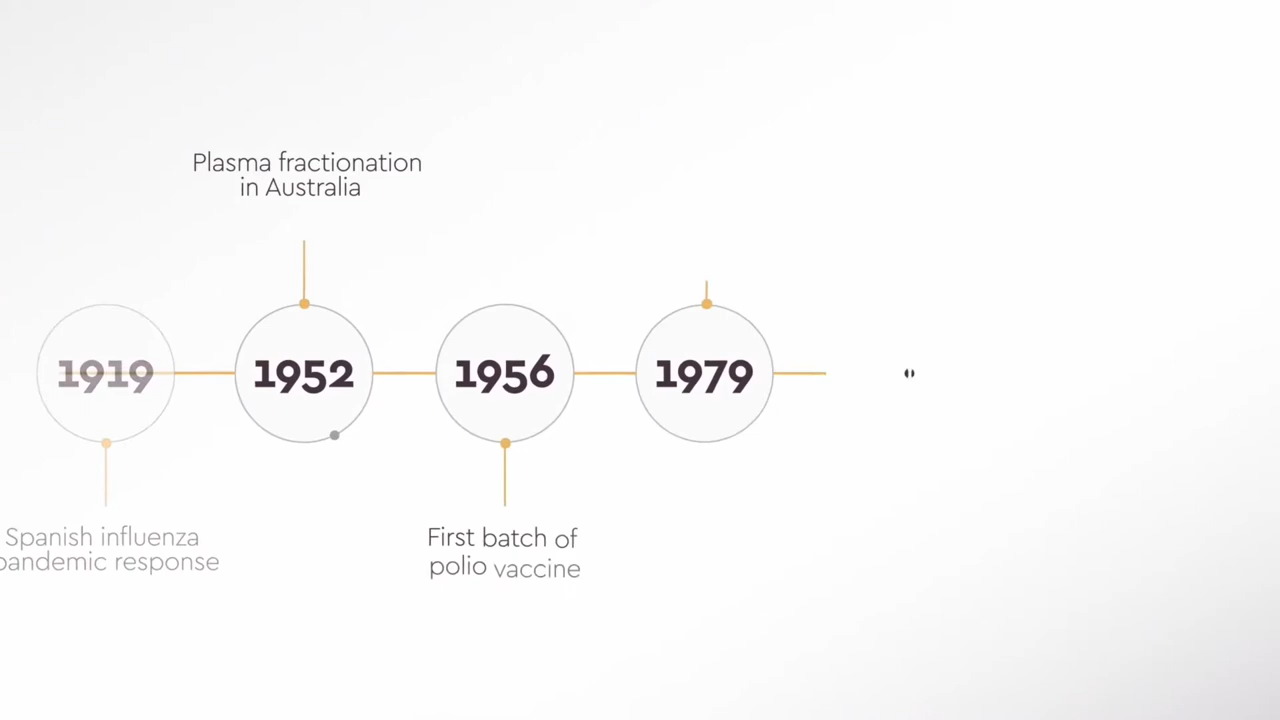 Plasma fractionation
in Australia
1919
1952
1956
1979
Spanish influenza
pandemic response
First batch of
polio vaccine